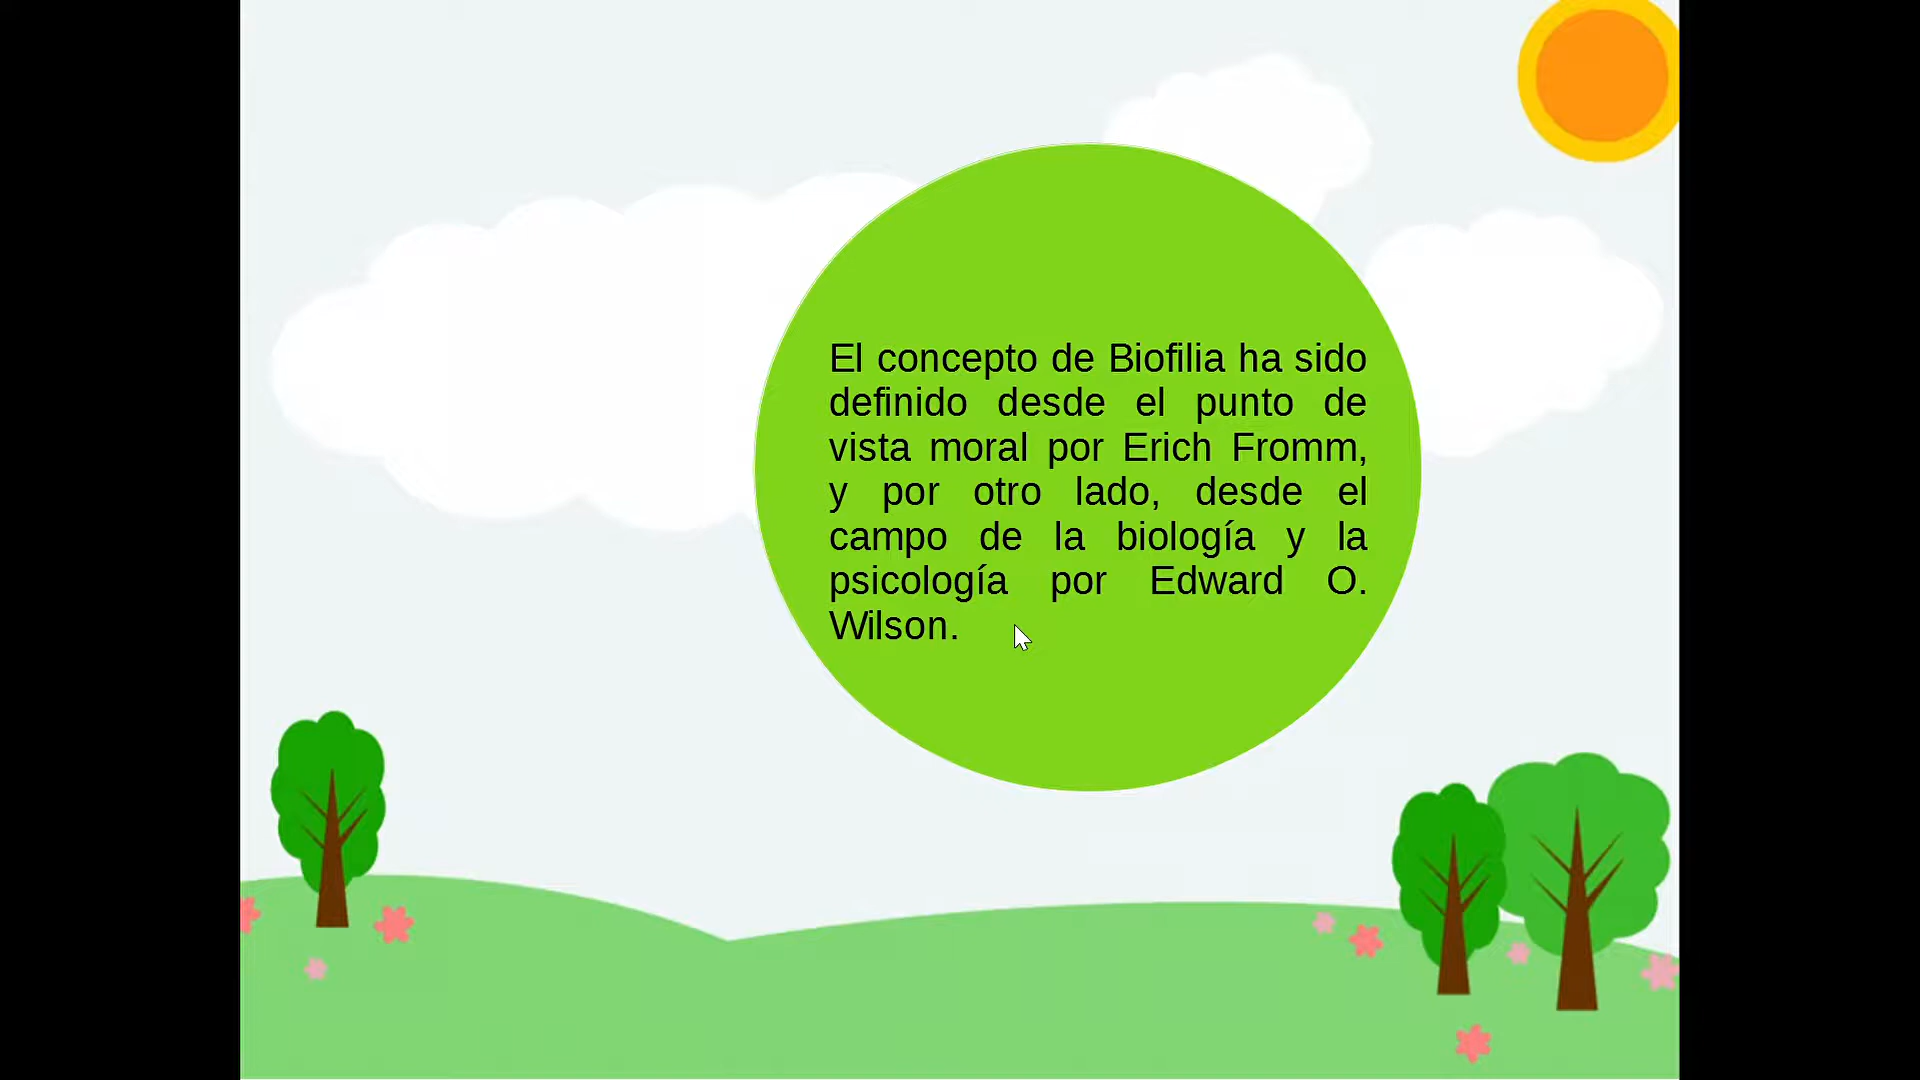 El concepto de Biofilia ha sido
definido desde el punto de
vista moral por Erich Fromm,
y por otro lado, desde el
campo de la biología y la
psicología por Edward O.
Wilson.